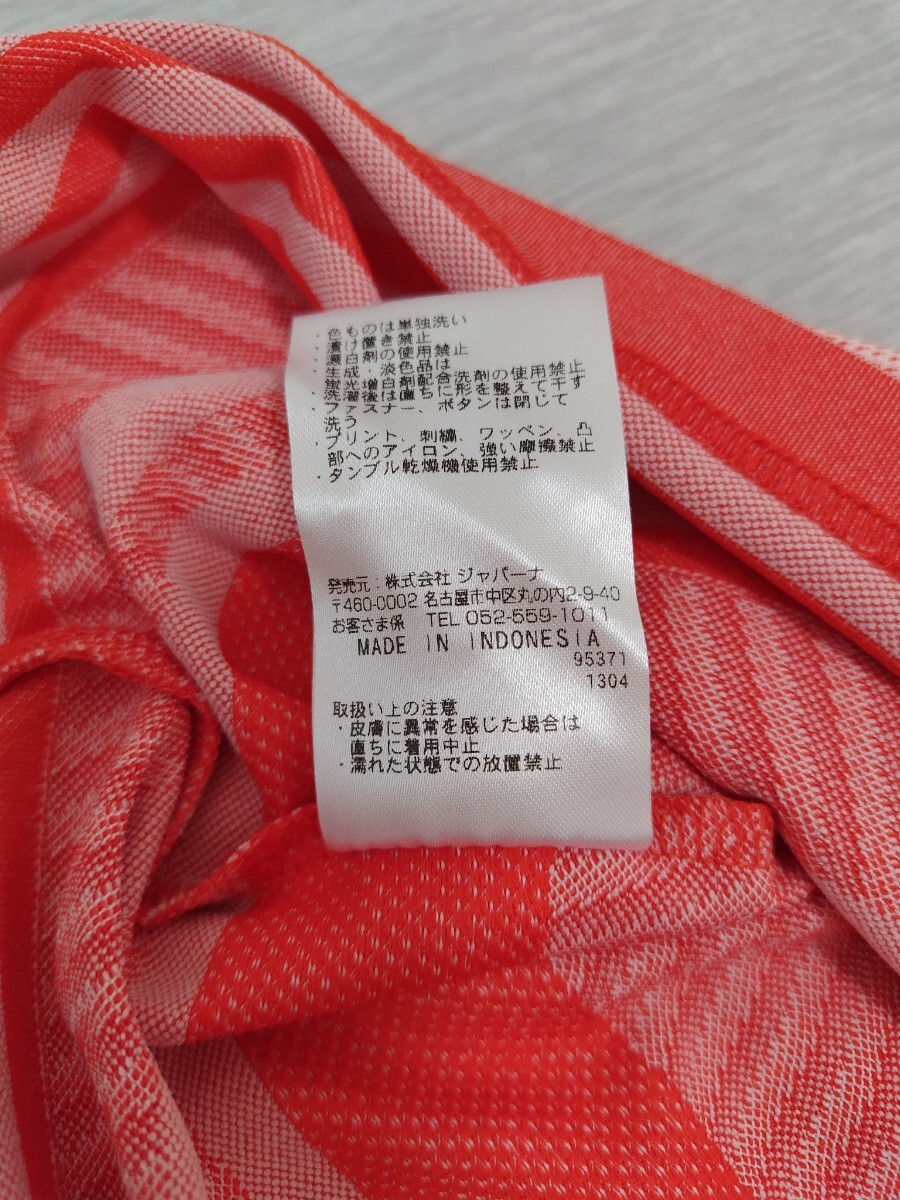 ・色ものは単独洗い
・漬け置き禁止
・漂白剤の使用禁止
・生成・淡色品は
蛍光増白剤配合洗剤の使用禁止
・洗濯後は直ちに形を整えて干す
・ファスナー、ボタンは閉じて
洗う
・プリント、刺繍、ワッペン、凸
部へのアイロン、強い摩擦禁止
・タンブル乾燥機使用禁止
発売元:株式会社 ジャパーナ
〒460-0002 名古屋市中区丸の内2-9-40
お客さま係 TEL 052-559-1011
MADE IN INDONESIA
95371
1304
取扱い上の注意
・皮膚に異常を感じた場合は
直ちに着用中止
・濡れた状態での放置禁止